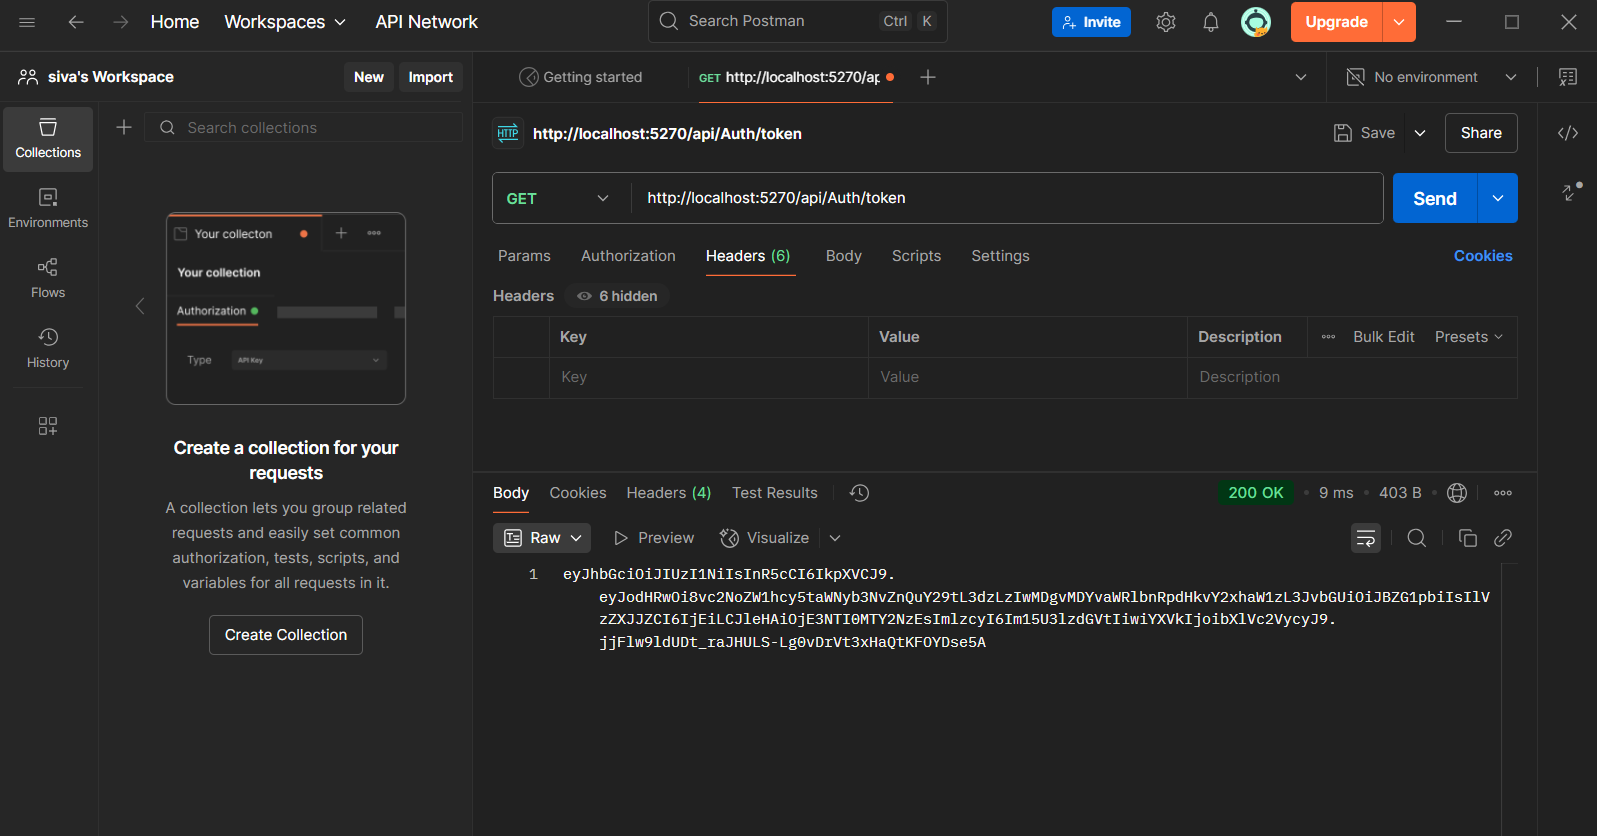 Home
Workspaces
API Network
Search Postman
Ctrl
K
Invite
Upgrade
siva's Workspace
New
Import
Getting started
GET http://localhost:5270/ap
No environment
Collections
Environments
Flows
History
Search collections
Your collecton
Your collection
Authorization
Type
API Key
Create a collection for your
requests
A collection lets you group related
requests and easily set common
authorization, tests, scripts, and
variables for all requests in it.
Create Collection
HTTP
http://localhost:5270/api/Auth/token
Save
Share
GET
http://localhost:5270/api/Auth/token
Send
Params
Authorization
Headers (6)
Body
Scripts
Settings
Cookies
Headers
6 hidden
Key
Value
Description
Bulk Edit
Presets
Key
Value
Description
Body
Cookies
Headers (4)
Test Results
200 OK
9 ms
403 B
Raw
Preview
Visualize
1
eyJhbGciOiJIUzI1NiIsInR5cCI6IkpXVCJ9.
eyJodHRwOi8vc2NoZW1hcy5taWNyb3NvZnQuY29tL3dzLzIwMDgvMDYvaWRlbnRpdHkvY2xhaW1zL3JvbGUiOiJBZG1pbiIsIlV
zZXJJZCI6IjEiLCJleHAiOjE3NTI0MTY2NzEsImlzcyI6Im15U3lzdGVtIiwiYXVkIjoibXlVc2VycyJ9.
jjFlw9ldUDt_raJHULS-Lg0vDrVt3xHaQtKFOYDse5A